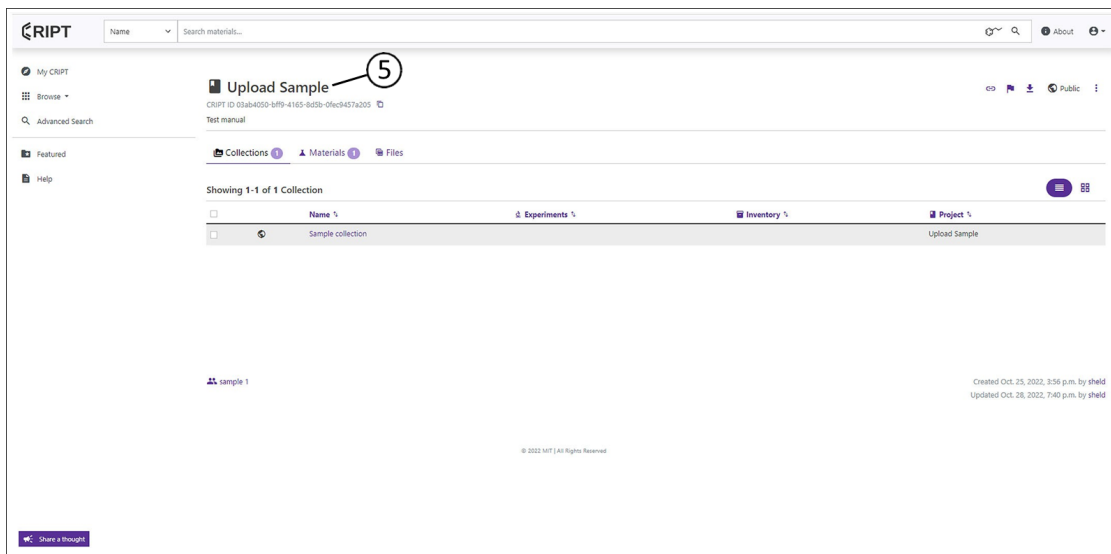 CRIPT
Name
Search materials...
About
My CRIPT
Browse
Advanced Search
Featured
Help
Upload Sample
5
CRIPT ID 03ab4050-bff9-4165-8d5b-0fec9457a205
Public
Test manual
Collections 1 Materials 1 Files
Showing 1-1 of 1 Collection
Name Experiments Inventory Project
Sample collection Upload Sample
sample 1
Created Oct. 25, 2022, 3:56 p.m. by sheld
Updated Oct. 28, 2022, 7:40 p.m. by sheld
© 2022 MIT | All Rights Reserved
Share a thought